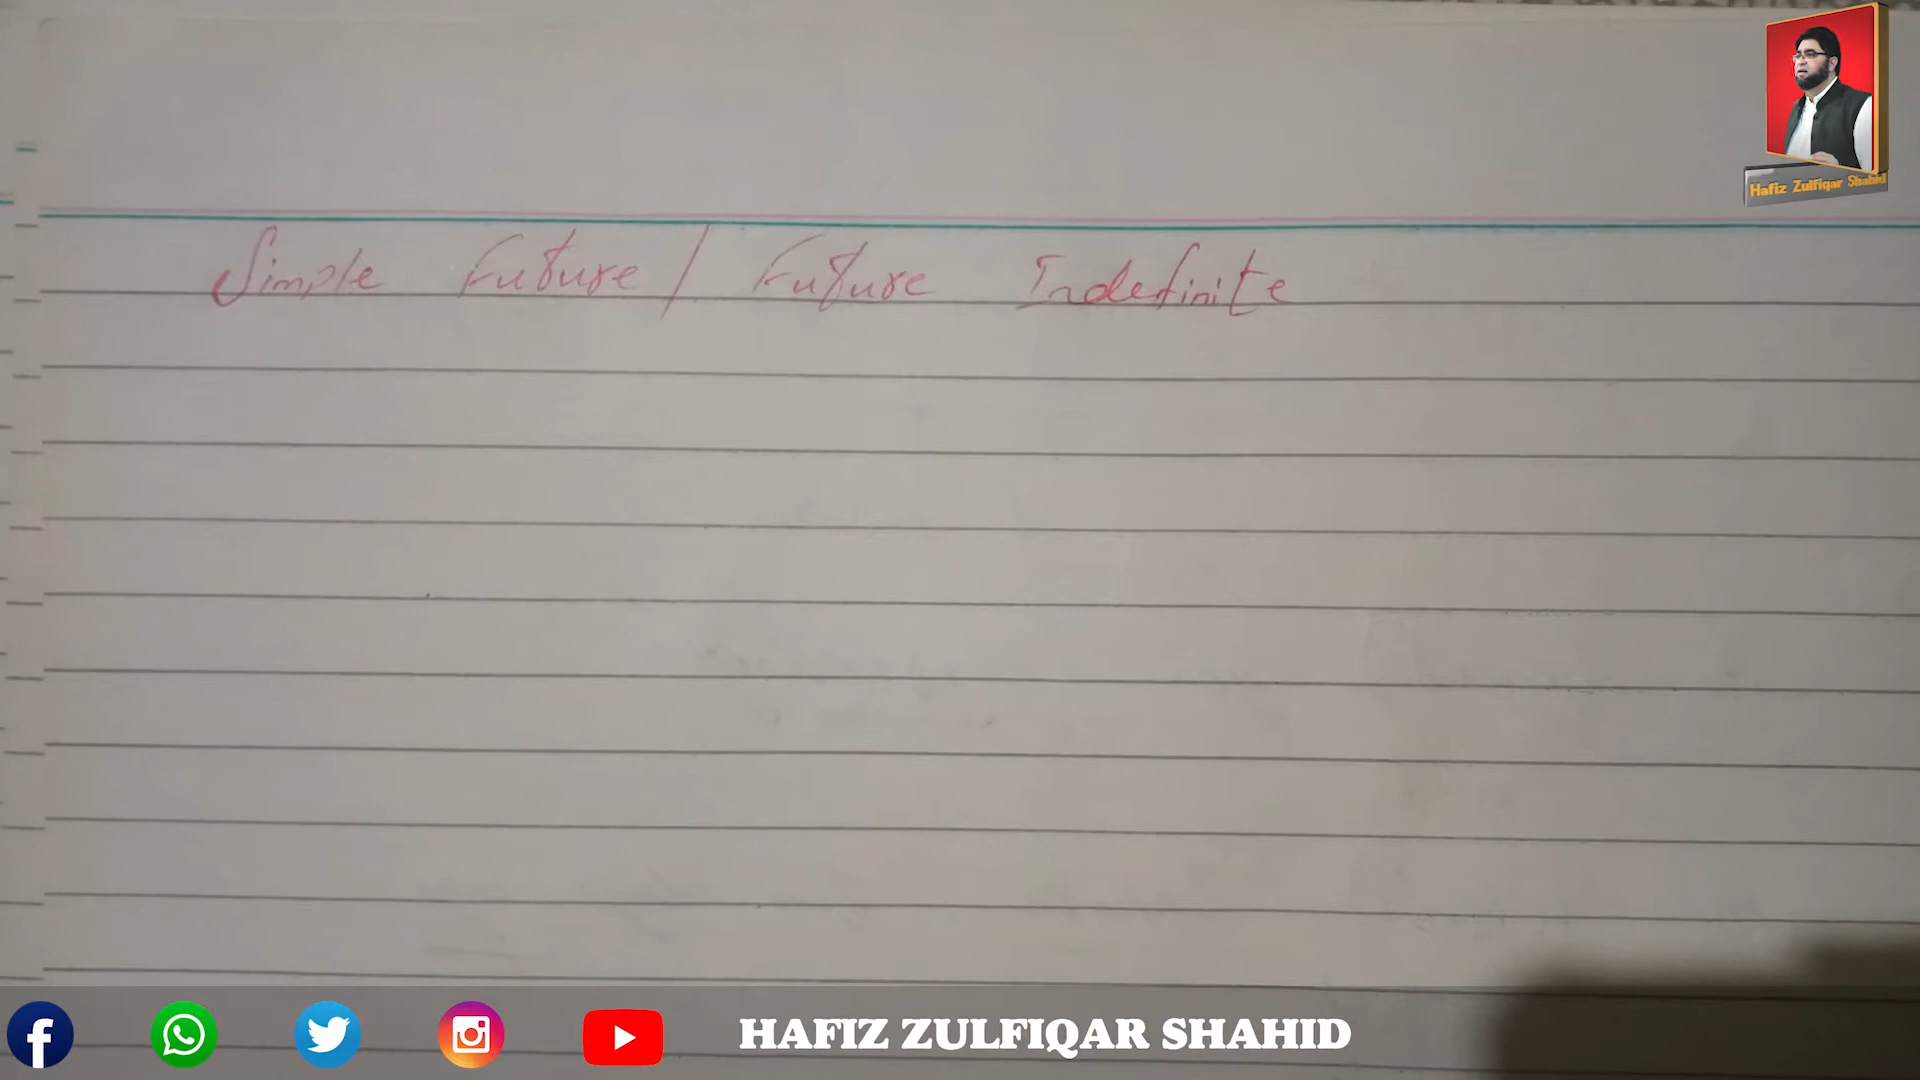 Hafiz Zulfiqar Shahid
Simple Future / Future Indefinite
HAFIZ ZULFIQAR SHAHID